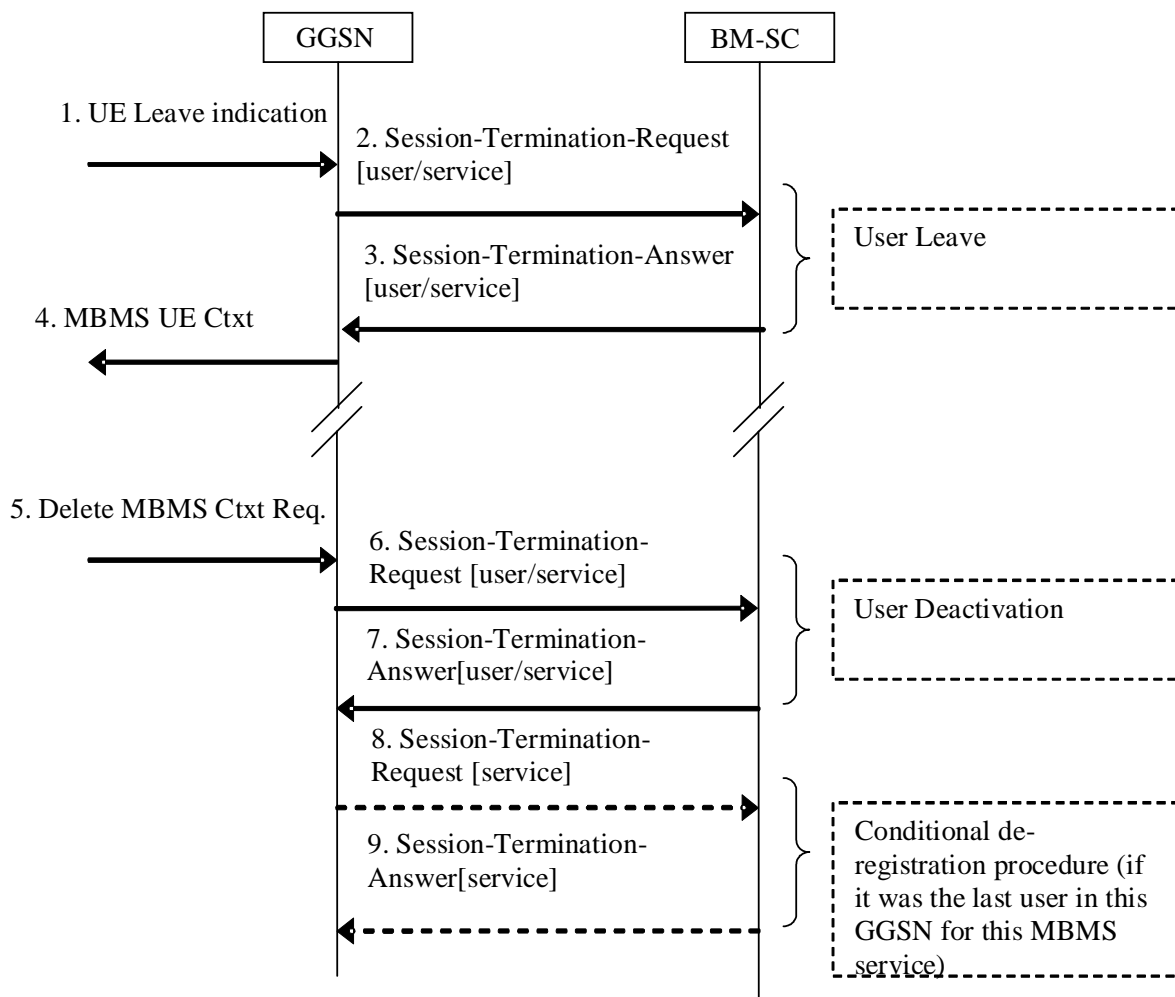 GGSN
BM-SC
1. UE Leave indication
2. Session-Termination-Request
[user/service]
3. Session-Termination-Answer
[user/service]
User Leave
4. MBMS UE Ctxt
5. Delete MBMS Ctxt Req.
6. Session-Termination-
Request [user/service]
7. Session-Termination-
Answer[user/service]
User Deactivation
8. Session-Termination-
Request [service]
9. Session-Termination-
Answer[service]
Conditional de-
registration procedure (if
it was the last user in this
GGSN for this MBMS
service)